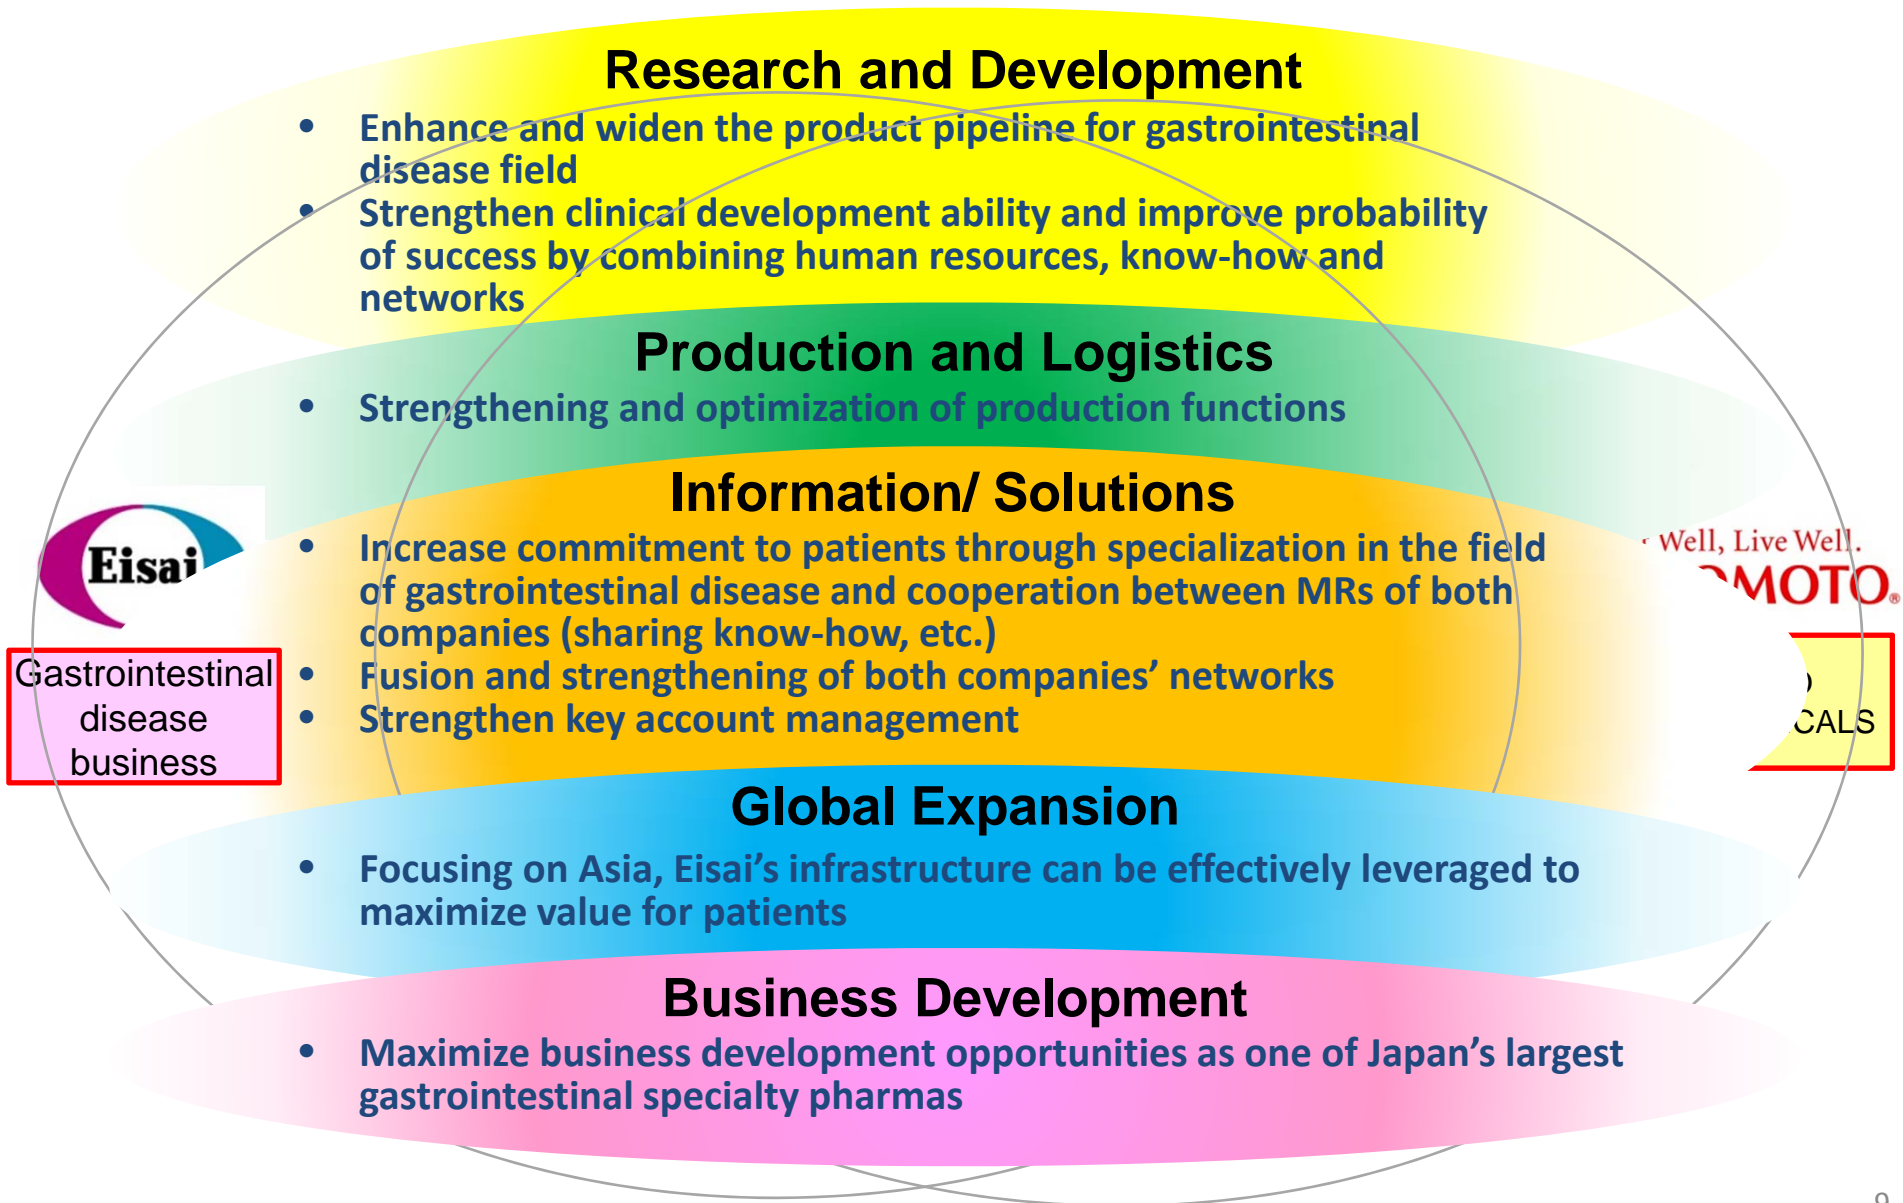 Research and Development
• Enhance and widen the product pipeline for gastrointestinal
disease field
• Strengthen clinical development ability and improve probability
of success by combining human resources, know-how and
networks
Production and Logistics
• Strengthening and optimization of production functions
Information/ Solutions
• Increase commitment to patients through specialization in the field
of gastrointestinal disease and cooperation between MRs of both
companies (sharing know-how, etc.)
• Fusion and strengthening of both companies’ networks
• Strengthen key account management
Global Expansion
• Focusing on Asia, Eisai’s infrastructure can be effectively leveraged to
maximize value for patients
Business Development
• Maximize business development opportunities as one of Japan’s largest
gastrointestinal specialty pharmas
Eisai
Gastrointestinal
disease
business
Well, Live Well.
OMOTO®
CALS